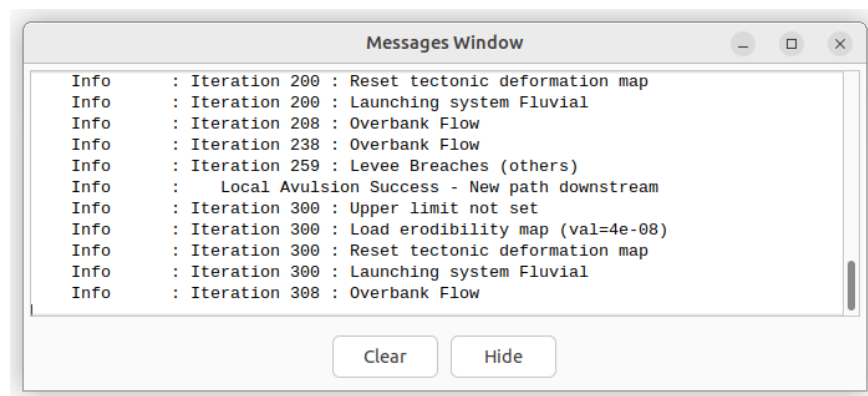 Messages Window
Info : Iteration 200 : Reset tectonic deformation map
Info : Iteration 200 : Launching system Fluvial
Info : Iteration 208 : Overbank Flow
Info : Iteration 238 : Overbank Flow
Info : Iteration 259 : Levee Breaches (others)
Info : Local Avulsion Success - New path downstream
Info : Iteration 300 : Upper limit not set
Info : Iteration 300 : Load erodibility map (val=4e-08)
Info : Iteration 300 : Reset tectonic deformation map
Info : Iteration 300 : Launching system Fluvial
Info : Iteration 308 : Overbank Flow
Clear Hide